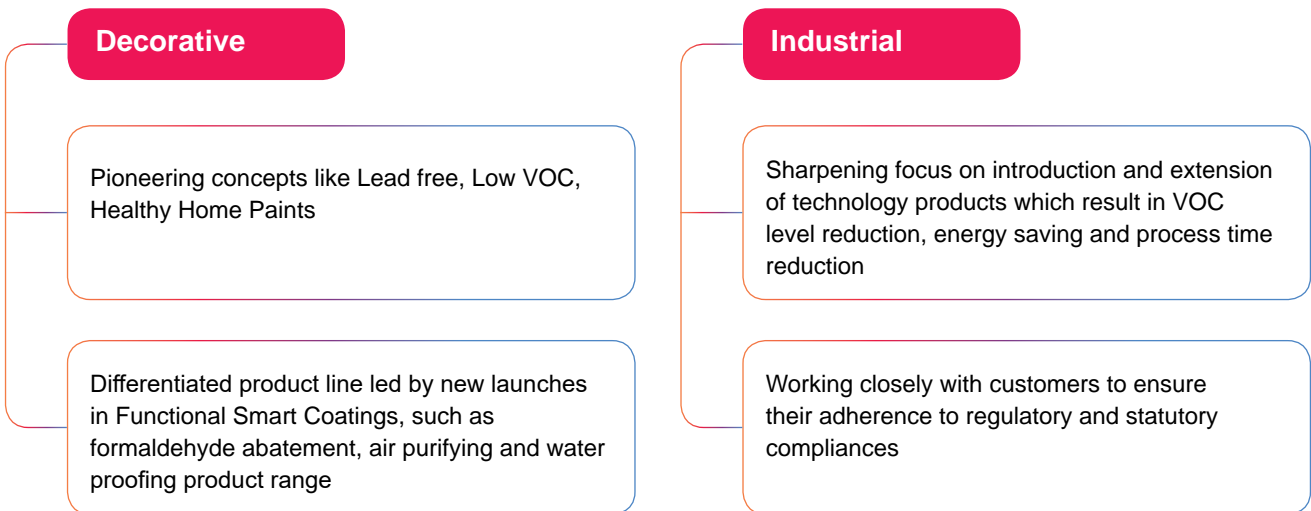 Decorative
Pioneering concepts like Lead free, Low VOC,
Healthy Home Paints
Differentiated product line led by new launches
in Functional Smart Coatings, such as
formaldehyde abatement, air purifying and water
proofing product range
Industrial
Sharpening focus on introduction and extension
of technology products which result in VOC
level reduction, energy saving and process time
reduction
Working closely with customers to ensure
their adherence to regulatory and statutory
compliances